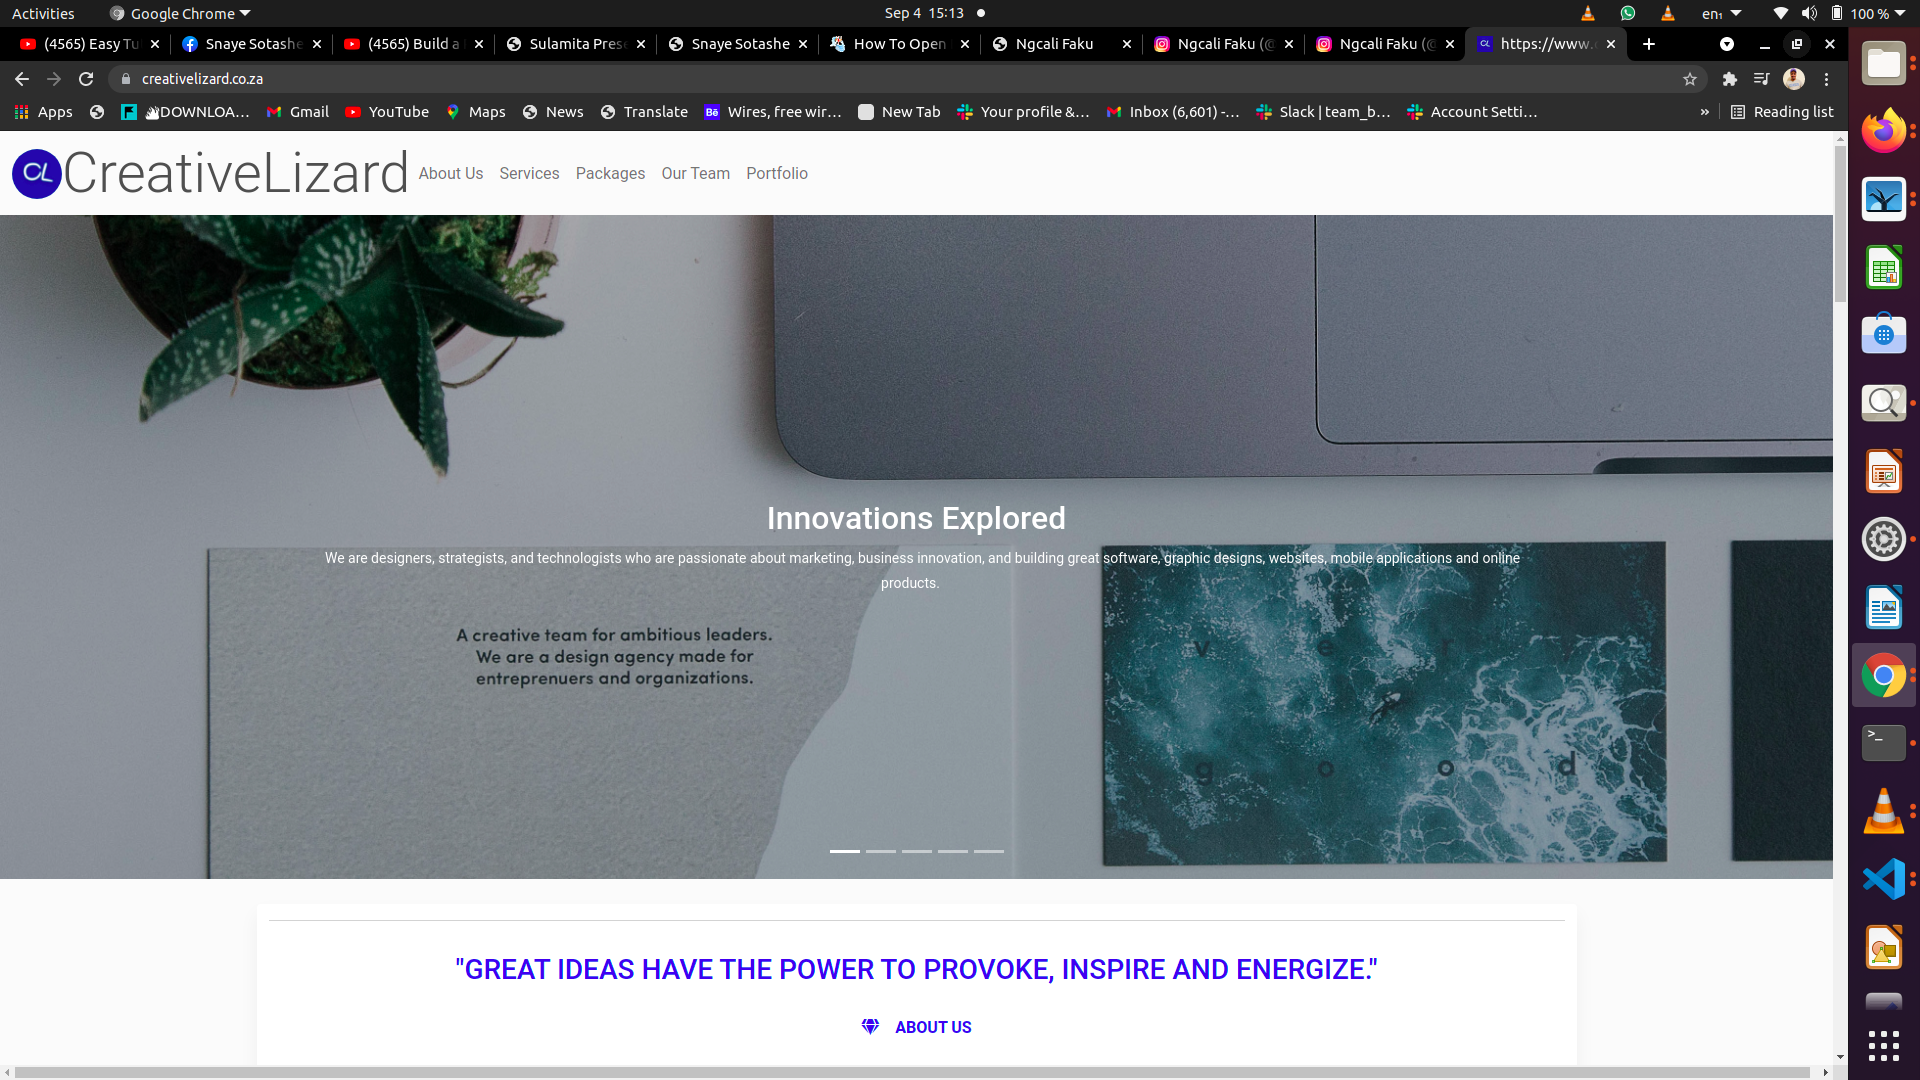 Activities Google Chrome Sep 4 15:13 en₁ 100 %
(4565) Easy Tu Snaye Sotashe (4565) Build a Sulamita Prese Snaye Sotashe How To Open Ngcali Faku Ngcali Faku (@ Ngcali Faku (@ https://www.
creativelizard.co.za
Apps DOWNLOA... Gmail YouTube Maps News Translate Bē Wires, free wir... New Tab Your profile &... Inbox (6,601) -... Slack | team_b... Account Setti... » Reading list
CL CreativeLizard About Us Services Packages Our Team Portfolio
Innovations Explored
We are designers, strategists, and technologists who are passionate about marketing, business innovation, and building great software, graphic designs, websites, mobile applications and online
products.
A creative team for ambitious leaders.
We are a design agency made for
entreprenuers and organizations.
v e r y
g o o d
"GREAT IDEAS HAVE THE POWER TO PROVOKE, INSPIRE AND ENERGIZE."
ABOUT US